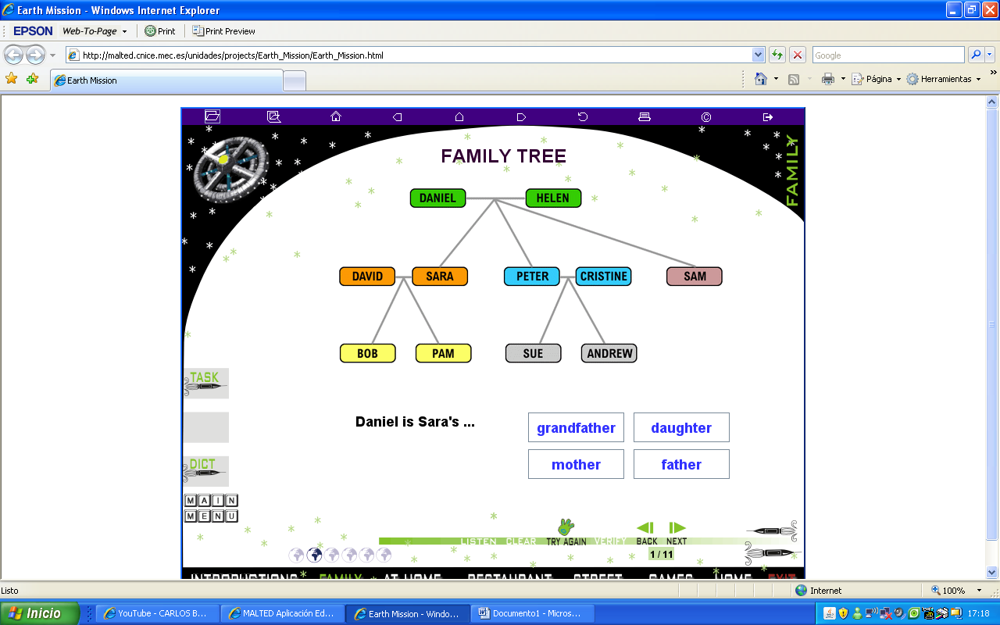 Earth Mission - Windows Internet Explorer
EPSON Web-To-Page Print Print Preview
http://malted.cnice.mec.es/unidades/projects/Earth_Mission/Earth_Mission.html
Google
Earth Mission
Página
Herramientas
»
©
FAMILY TREE
FAMILY
DANIEL HELEN
DAVID SARA PETER CRISTINE SAM
BOB PAM SUE ANDREW
TASK
Daniel is Sara's ...
grandfather daughter
mother father
DICT
MAIN
MENU
LISTEN CLEAR TRY AGAIN VERIFY BACK NEXT
1 / 11
INTRODUCTIONS FAMILY AT HOME RESTAURANT STREET GAMES HOME EXIT
Listo Internet 100%
Inicio YouTube - CARLOS B... MALTED Aplicación Ed... Earth Mission - Windo... Documento1 - Micros... 17:18